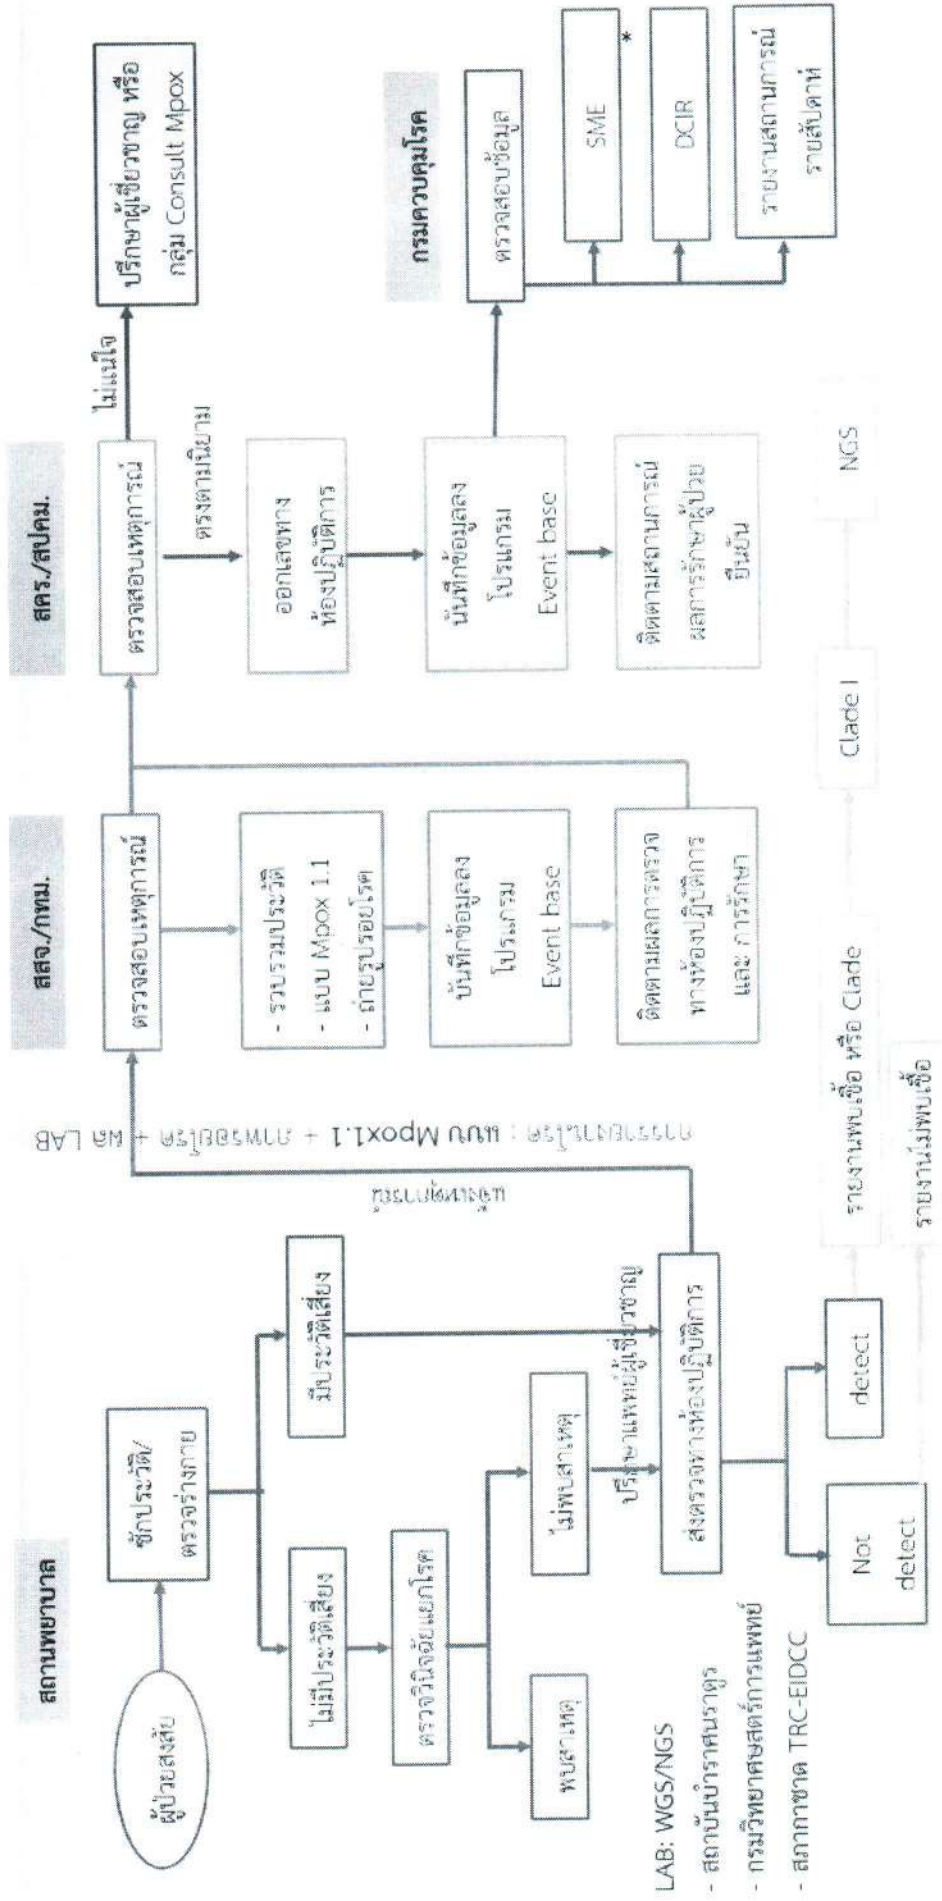 สถานพยาบาล
ผู้ป่วยสงสัย
ซักประวัติ/
ตรวจร่างกาย
ไม่มีประวัติเสี่ยง
มีประวัติเสี่ยง
ตรวจวินิจฉัยแยกโรค
พบสาเหตุ
ไม่พบสาเหตุ
ปรึกษาแพทย์ผู้เชี่ยวชาญ
ส่งตรวจทางห้องปฏิบัติการ
Not
detect
detect
LAB: WGS/NGS
- สถาบันบำราศนราดูร
- กรมวิทยาศาสตร์การแพทย์
- สภากาชาด TRC-EIDCC
แจ้งเหตุการณ์
การรายงานโรค : แบบ Mpox1.1 + ภาพรอยโรค + ผล LAB
สสจ./กทม.
ตรวจสอบเหตุการณ์
- รวบรวมประวัติ
- แบบ Mpox 1.1
- ถ่ายรูปรอยโรค
บันทึกข้อมูลลง
โปรแกรม
Event base
ติดตามผลการตรวจ
ทางห้องปฏิบัติการ
และ การรักษา
รายงานพบเชื้อ หรือ Clade
รายงานไม่พบเชื้อ
Clade I
NGS
สคร./สปคม.
ตรวจสอบเหตุการณ์
ไม่แน่ใจ
ปรึกษาผู้เชี่ยวชาญ หรือ
กลุ่ม Consult Mpox
ตรงตามนิยาม
ออกเลขทาง
ห้องปฏิบัติการ
บันทึกข้อมูลลง
โปรแกรม
Event base
ติดตามสถานการณ์
ผลการรักษาผู้ป่วย
ยืนยัน
กรมควบคุมโรค
ตรวจสอบข้อมูล
SME
*
DCIR
รายงานสถานการณ์
รายสัปดาห์